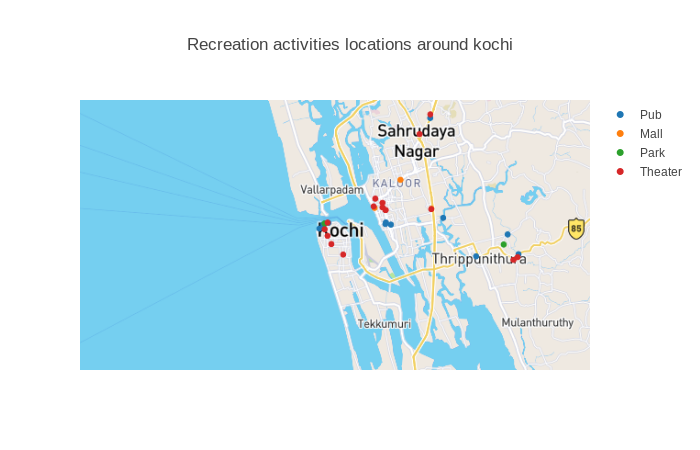 Recreation activities locations around kochi
Pub
Mall
Park
Theater
Sahrudaya
Nagar
KALOOR
Vallarpadam
Kochi
85
Thrippunithura
Tekkumuri
Mulanthuruthy